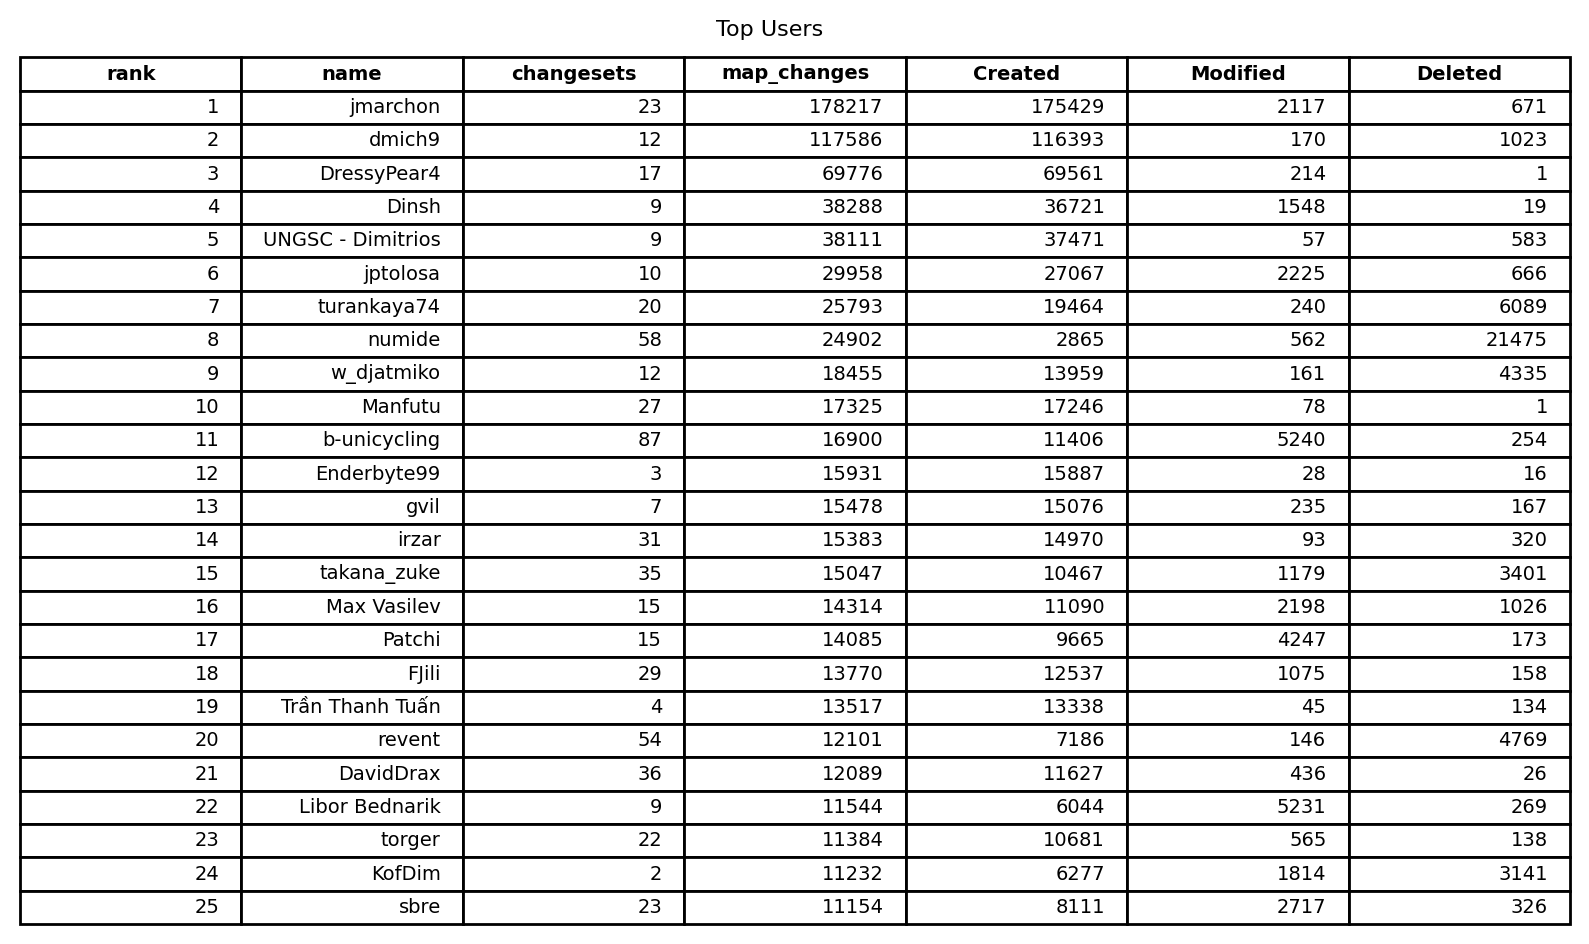 Top Users
rank name changesets map_changes Created Modified Deleted
1 jmarchon 23 178217 175429 2117 671
2 dmich9 12 117586 116393 170 1023
3 DressyPear4 17 69776 69561 214 1
4 Dinsh 9 38288 36721 1548 19
5 UNGSC - Dimitrios 9 38111 37471 57 583
6 jptolosa 10 29958 27067 2225 666
7 turankaya74 20 25793 19464 240 6089
8 numide 58 24902 2865 562 21475
9 w_djatmiko 12 18455 13959 161 4335
10 Manfutu 27 17325 17246 78 1
11 b-unicycling 87 16900 11406 5240 254
12 Enderbyte99 3 15931 15887 28 16
13 gvil 7 15478 15076 235 167
14 irzar 31 15383 14970 93 320
15 takana_zuke 35 15047 10467 1179 3401
16 Max Vasilev 15 14314 11090 2198 1026
17 Patchi 15 14085 9665 4247 173
18 FJili 29 13770 12537 1075 158
19 Trần Thanh Tuấn 4 13517 13338 45 134
20 revent 54 12101 7186 146 4769
21 DavidDrax 36 12089 11627 436 26
22 Libor Bednarik 9 11544 6044 5231 269
23 torger 22 11384 10681 565 138
24 KofDim 2 11232 6277 1814 3141
25 sbre 23 11154 8111 2717 326